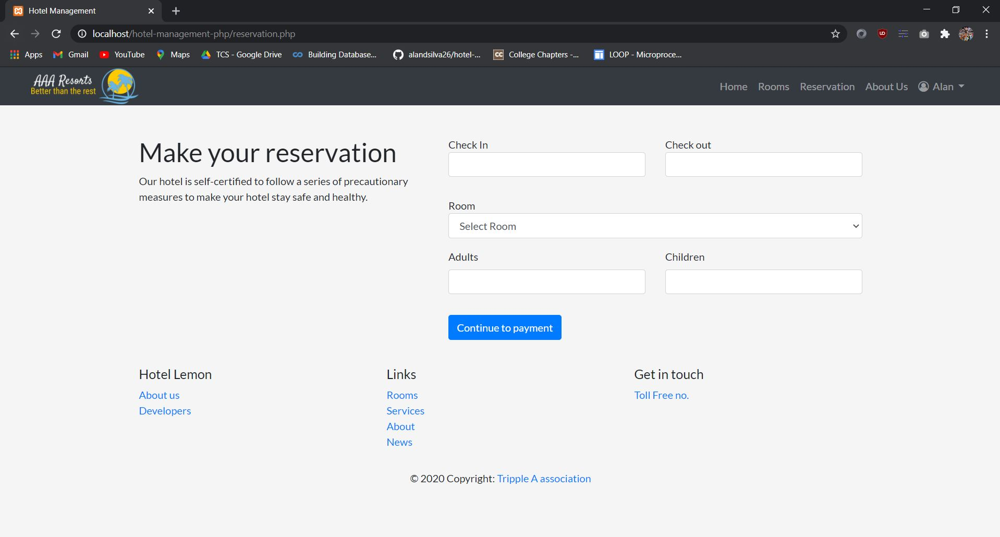 Hotel Management
localhost/hotel-management-php/reservation.php
Apps Gmail YouTube Maps TCS - Google Drive Building Database... alandsilva26/hotel-... CC College Chapters -... LOOP - Microproce...
AAA Resorts
Better than the rest
Home Rooms Reservation About Us Alan
Make your reservation
Our hotel is self-certified to follow a series of precautionary
measures to make your hotel stay safe and healthy.
Check In Check out
Room
Select Room
Adults Children
Continue to payment
Hotel Lemon
About us
Developers
Links
Rooms
Services
About
News
Get in touch
Toll Free no.
© 2020 Copyright: Tripple A association